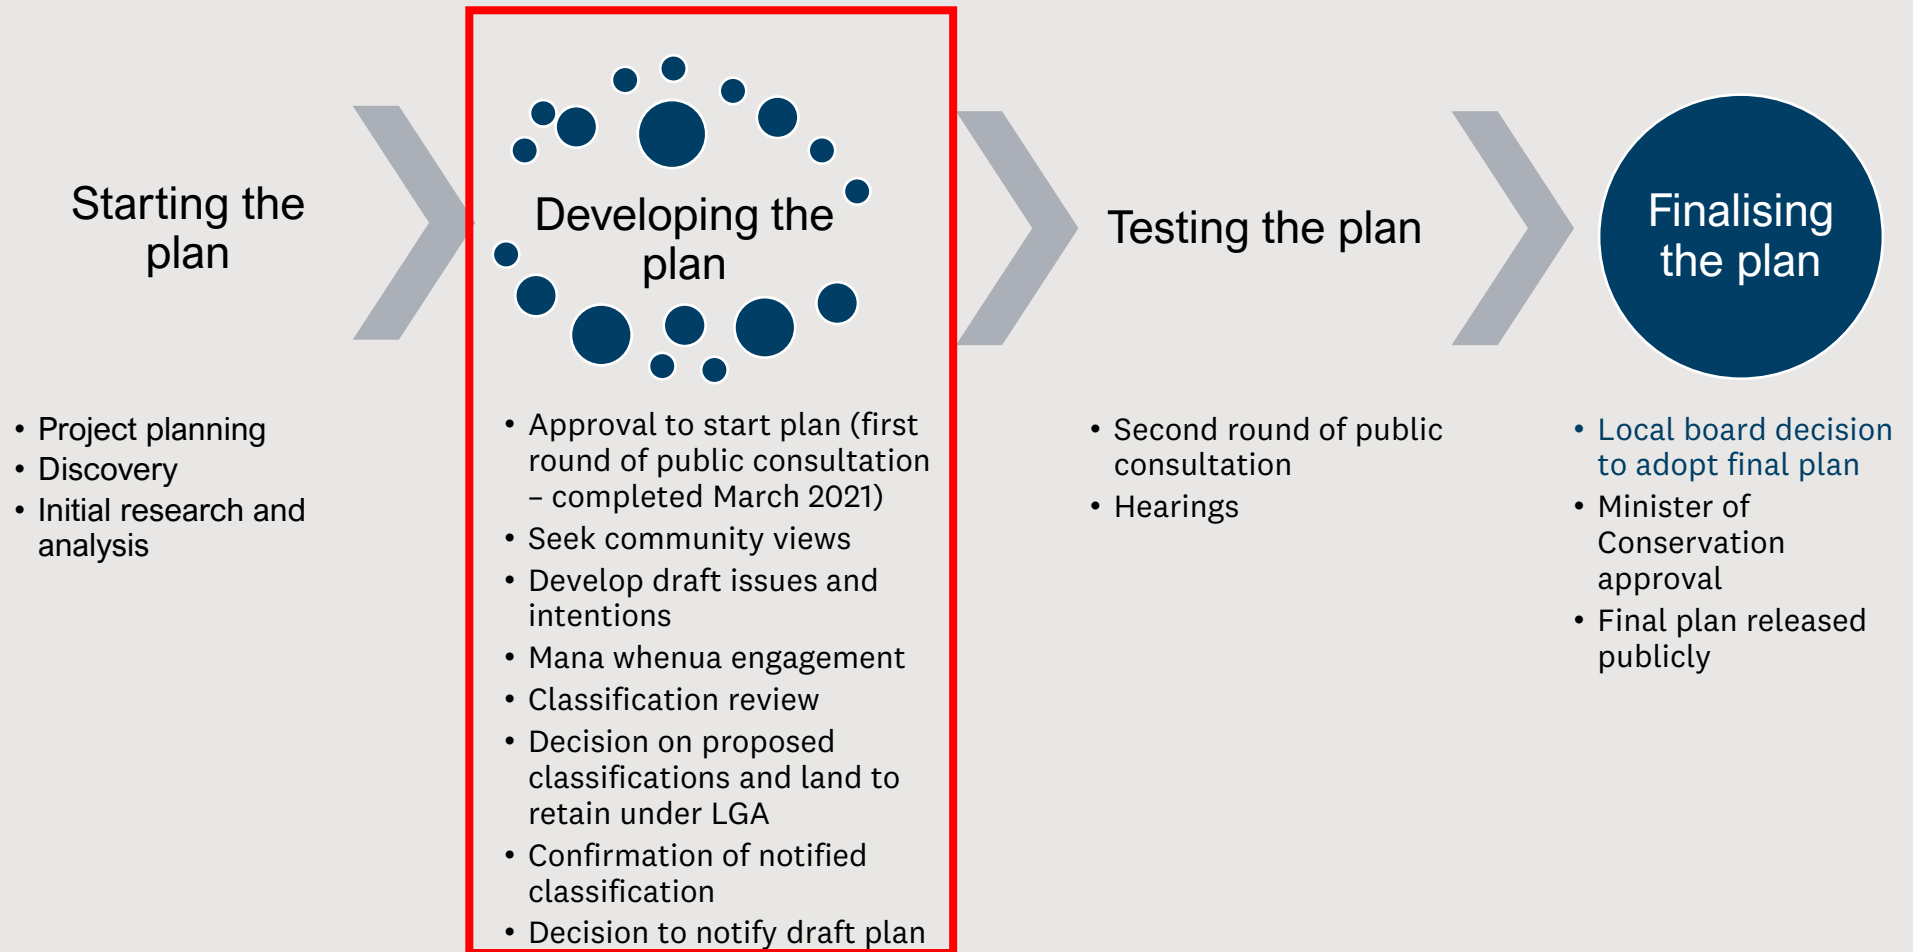 Starting the
plan
• Project planning
• Discovery
• Initial research and
analysis
Developing the
plan
• Approval to start plan (first
round of public consultation
– completed March 2021)
• Seek community views
• Develop draft issues and
intentions
• Mana whenua engagement
• Classification review
• Decision on proposed
classifications and land to
retain under LGA
• Confirmation of notified
classification
• Decision to notify draft plan
Testing the plan
• Second round of public
consultation
• Hearings
Finalising
the plan
• Local board decision
to adopt final plan
• Minister of
Conservation
approval
• Final plan released
publicly